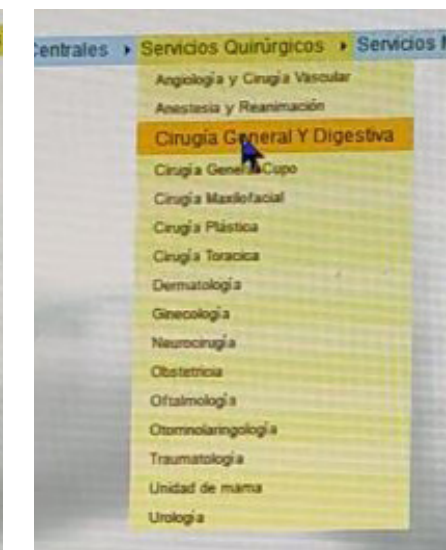 Centrales Servicios Quirúrgicos Servicios
Angiología y Cirugía Vascular
Anestesia y Reanimación
Cirugía General Y Digestiva
Cirugía General Cupo
Cirugía Maxilofacial
Cirugía Plástica
Cirugía Toracica
Dermatología
Ginecología
Neurocirugía
Obstetricia
Oftalmología
Otorrinolaringología
Traumatología
Unidad de mama
Urología